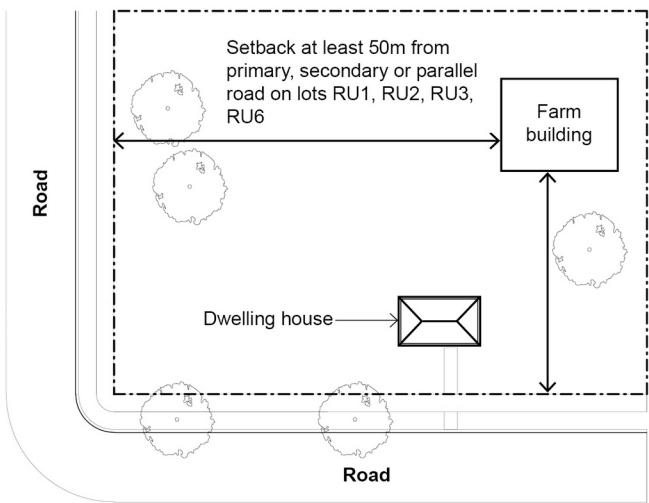 Setback at least 50m from
primary, secondary or parallel
road on lots RU1, RU2, RU3,
RU6
Farm
building
Road
Dwelling house
Road